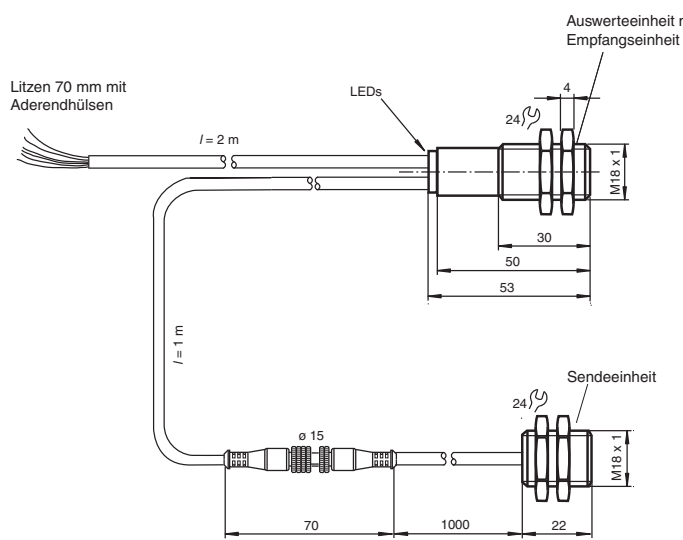 Auswerteeinheit
Empfangseinheit
Litzen 70 mm mit
Aderendhülsen
LEDs
4
24
l = 2 m
M18 x 1
30
50
53
l = 1 m
Sendeeinheit
24
ø 15
M18 x 1
70
1000
22